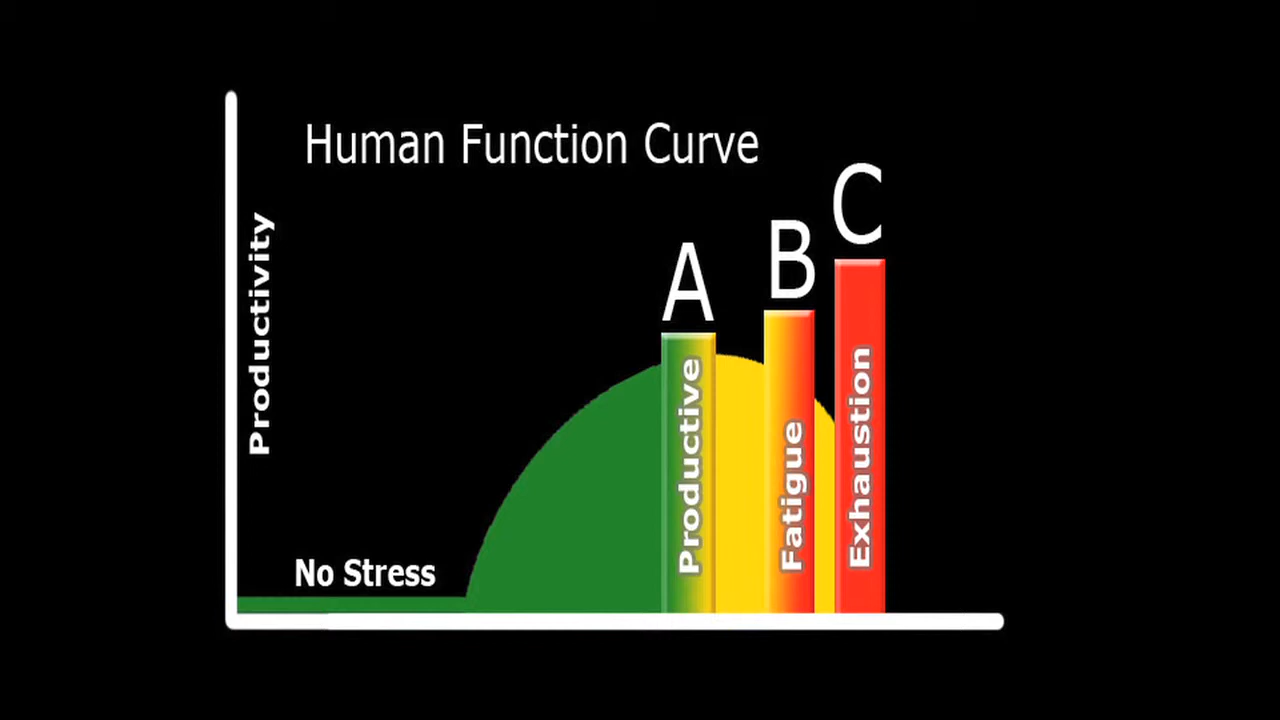 Human Function Curve
Productivity
No Stress
A
Productive
B
Fatigue
C
Exhaustion